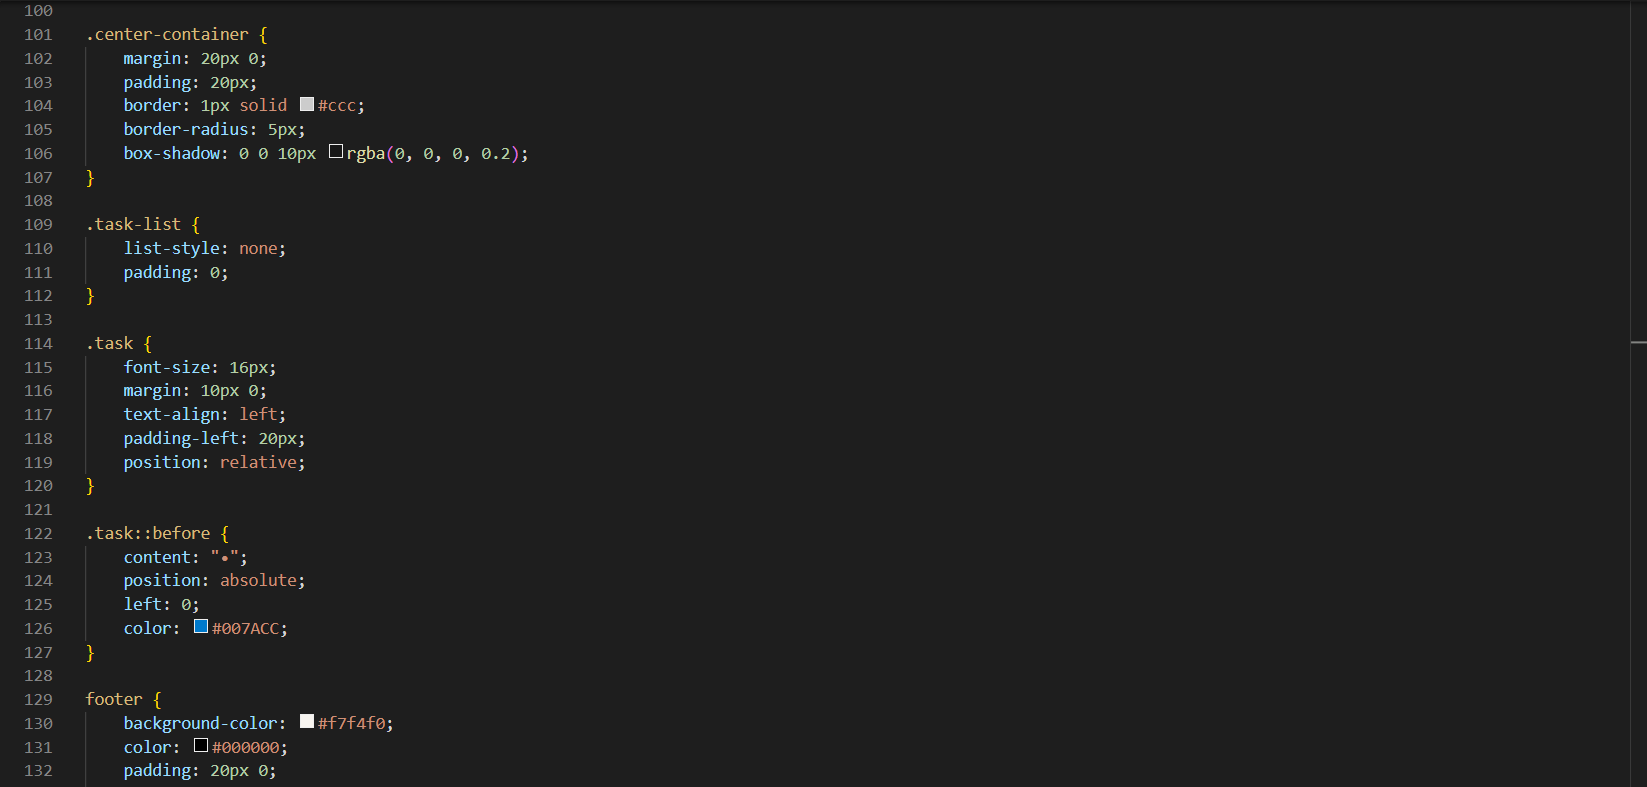 100
101 .center-container {
102     margin: 20px 0;
103     padding: 20px;
104     border: 1px solid #ccc;
105     border-radius: 5px;
106     box-shadow: 0 0 10px rgba(0, 0, 0, 0.2);
107 }
108
109 .task-list {
110     list-style: none;
111     padding: 0;
112 }
113
114 .task {
115     font-size: 16px;
116     margin: 10px 0;
117     text-align: left;
118     padding-left: 20px;
119     position: relative;
120 }
121
122 .task::before {
123     content: "•";
124     position: absolute;
125     left: 0;
126     color: #007ACC;
127 }
128
129 footer {
130     background-color: #f7f4f0;
131     color: #000000;
132     padding: 20px 0;